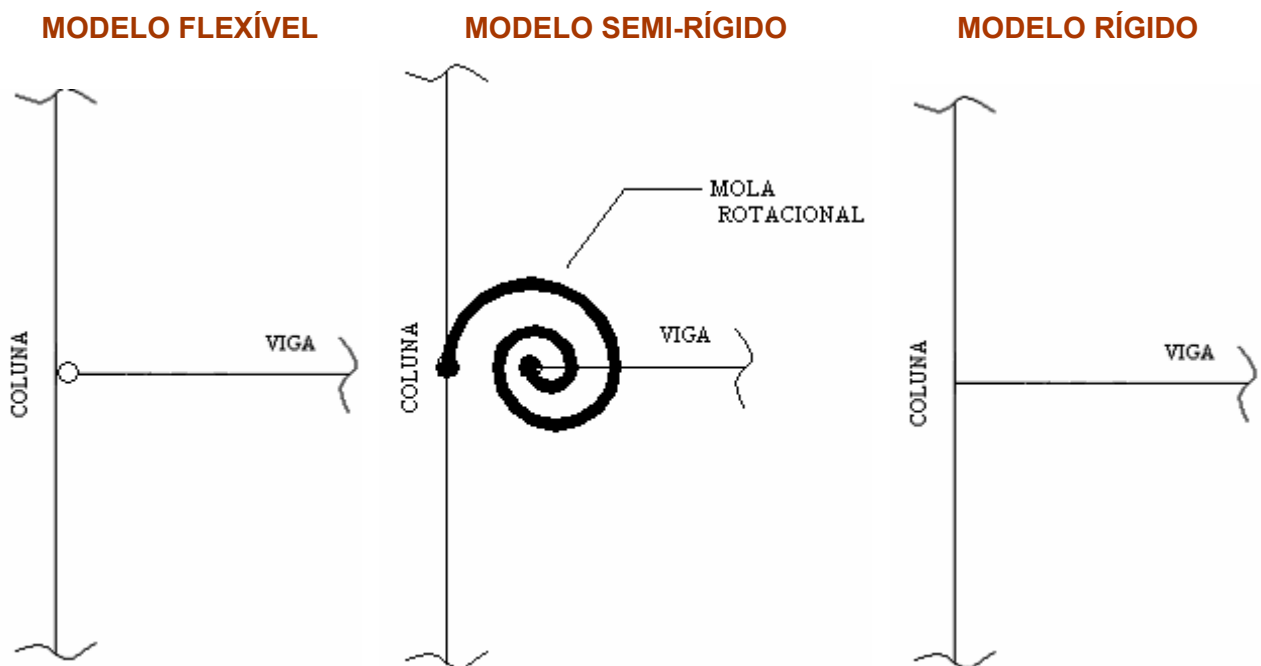 MODELO FLEXÍVEL
MODELO SEMI-RÍGIDO
MODELO RÍGIDO
COLUNA
VIGA
MOLA
ROTACIONAL
COLUNA
VIGA
COLUNA
VIGA